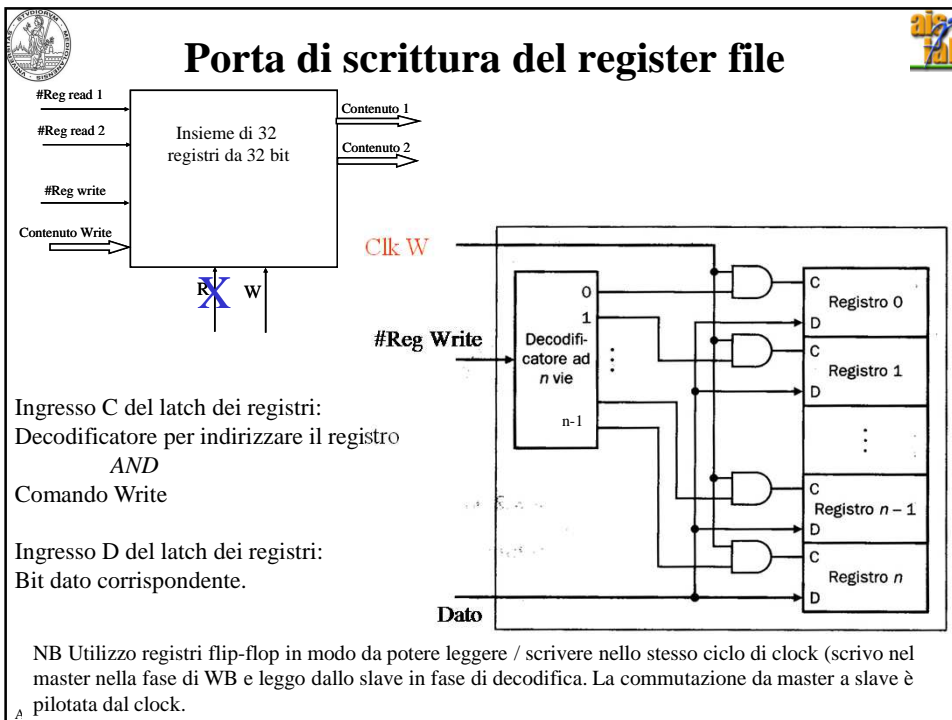 Porta di scrittura del register file
#Reg read 1
#Reg read 2
#Reg write
Contenuto Write
Insieme di 32
registri da 32 bit
Contenuto 1
Contenuto 2
R
X
W
Clk W
#Reg Write
Decodifi-
catore ad
n vie
0
1
⋮
n-1
C
Registro 0
D
C
Registro 1
D
⋮
C
Registro n – 1
D
C
Registro n
D
Dato
Ingresso C del latch dei registri:
Decodificatore per indirizzare il registro
AND
Comando Write
Ingresso D del latch dei registri:
Bit dato corrispondente.
NB Utilizzo registri flip-flop in modo da potere leggere / scrivere nello stesso ciclo di clock (scrivo nel
master nella fase di WB e leggo dallo slave in fase di decodifica. La commutazione da master a slave è
pilotata dal clock.